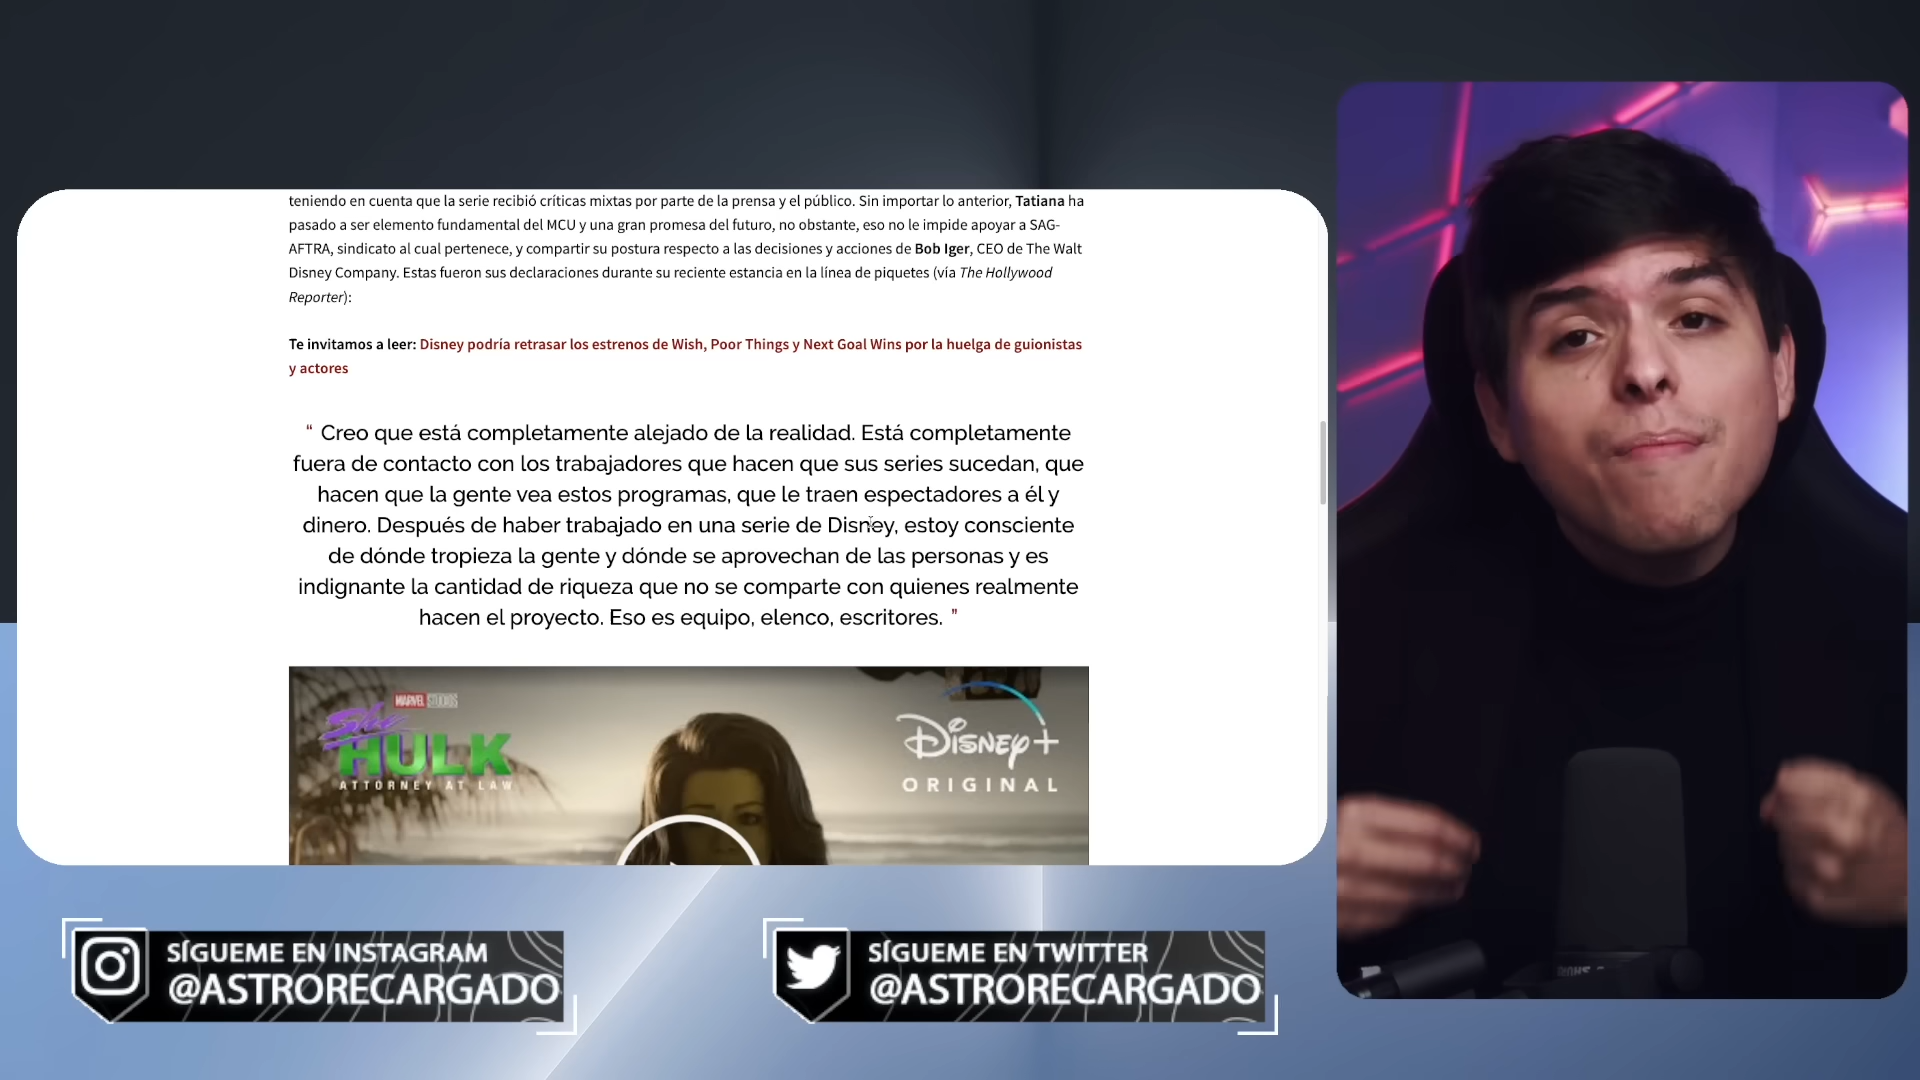 teniendo en cuenta que la serie recibió críticas mixtas por parte de la prensa y el público. Sin importar lo anterior, Tatiana ha
pasado a ser elemento fundamental del MCU y una gran promesa del futuro, no obstante, eso no le impide apoyar a SAG-
AFTRA, sindicato al cual pertenece, y compartir su postura respecto a las decisiones y acciones de Bob Iger, CEO de The Walt
Disney Company. Estas fueron sus declaraciones durante su reciente estancia en la línea de piquetes (vía The Hollywood
Reporter):
Te invitamos a leer: Disney podría retrasar los estrenos de Wish, Poor Things y Next Goal Wins por la huelga de guionistas
y actores
“ Creo que está completamente alejado de la realidad. Está completamente
fuera de contacto con los trabajadores que hacen que sus series sucedan, que
hacen que la gente vea estos programas, que le traen espectadores a él y
dinero. Después de haber trabajado en una serie de Disney, estoy consciente
de dónde tropieza la gente y dónde se aprovechan de las personas y es
indignante la cantidad de riqueza que no se comparte con quienes realmente
hacen el proyecto. Eso es equipo, elenco, escritores. ”
MARVEL STUDIOS
She
HULK
ATTORNEY AT LAW
Disney+
ORIGINAL
SÍGUEME EN INSTAGRAM
@ASTRORECARGADO
SÍGUEME EN TWITTER
@ASTRORECARGADO